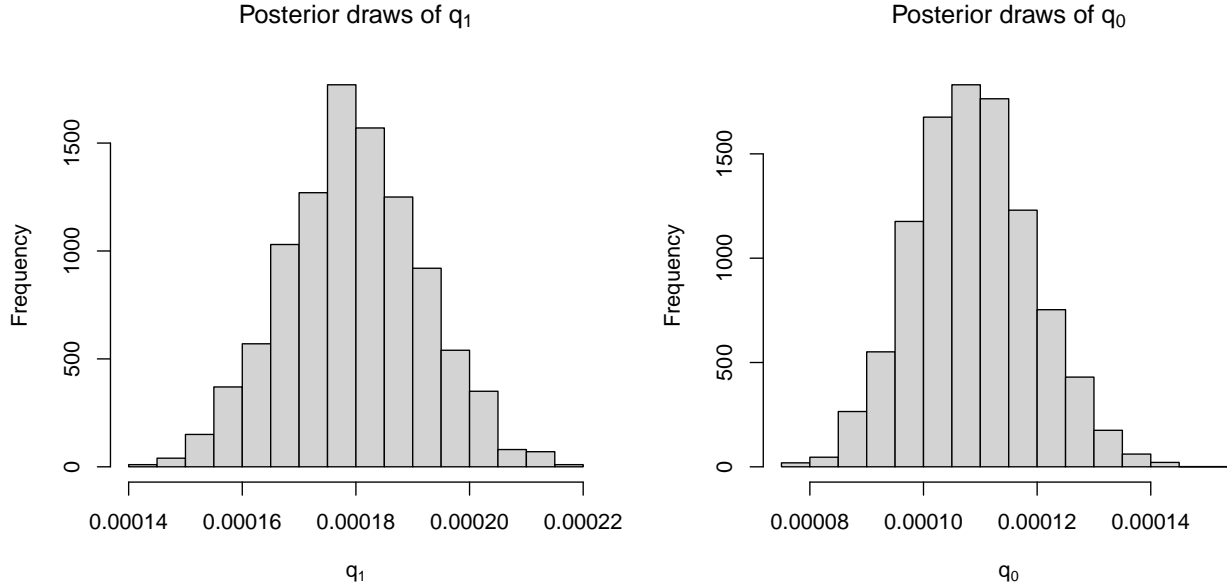 Posterior draws of q₁
Frequency
1500
1000
500
0
0.00014 0.00016 0.00018 0.00020 0.00022
q₁
Posterior draws of q₀
Frequency
1500
1000
500
0
0.00008 0.00010 0.00012 0.00014
q₀